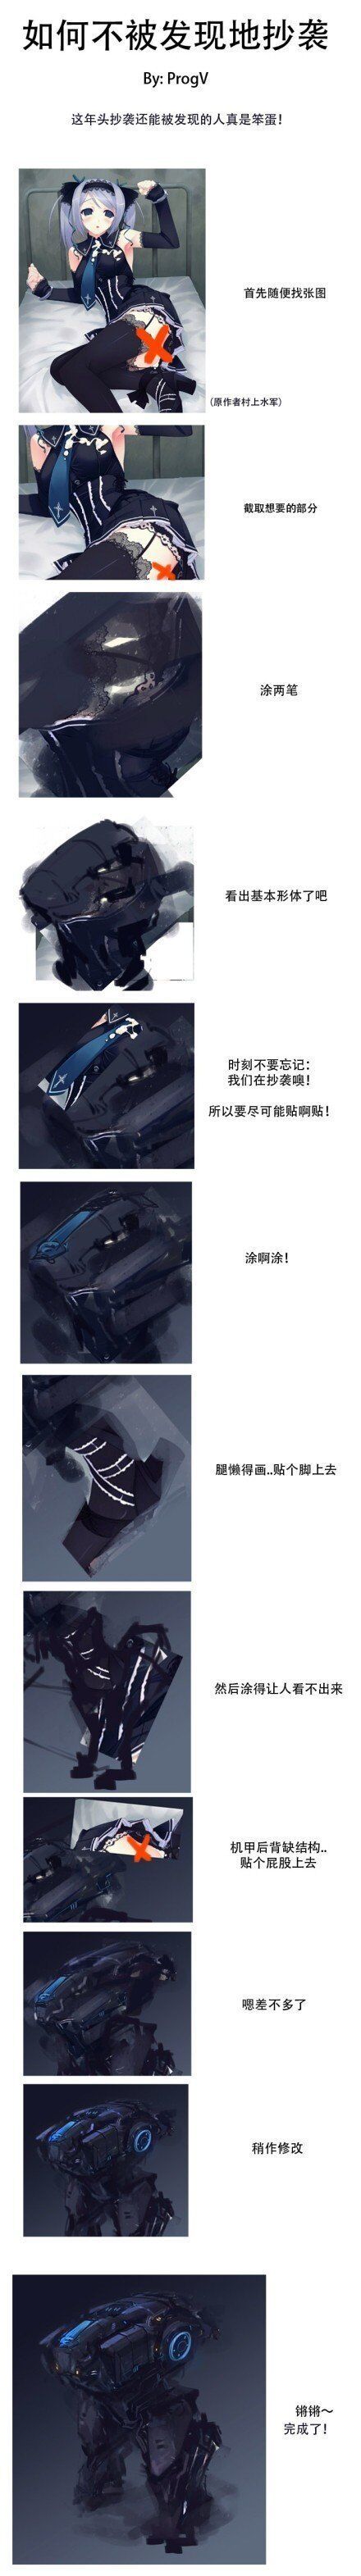 如何不被发现地抄袭
By: ProgV
这年头抄袭还能被发现的人真是笨蛋!
首先随便找张图
(原作者村上水军)
截取想要的部分
涂两笔
看出基本形体了吧
时刻不要忘记:
我们在抄袭噢!
所以要尽可能贴啊贴!
涂啊涂!
腿懒得画..贴个脚上去
然后涂得让人看不出来
机甲后背缺结构..
贴个屁股上去
嗯差不多了
稍作修改
锵锵～
完成了!